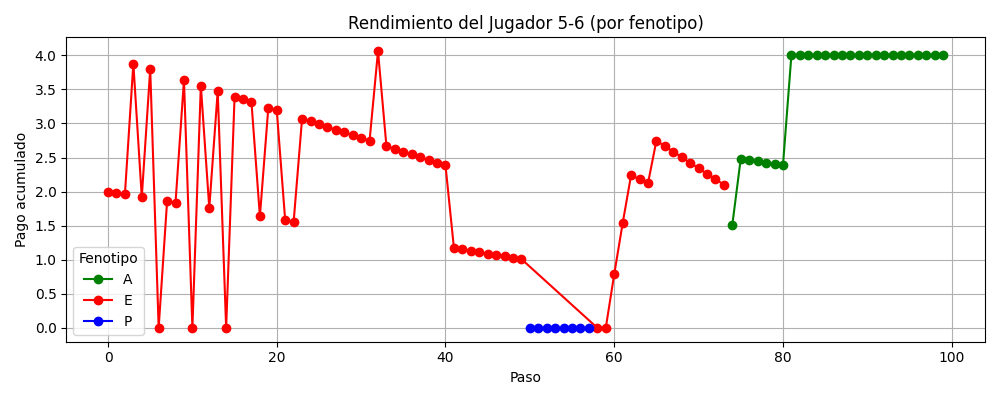 Rendimiento del Jugador 5-6 (por fenotipo)
Pago acumulado
4.0
3.5
3.0
2.5
2.0
1.5
1.0
0.5
0.0
Fenotipo
A
E
P
0 20 40 60 80 100
Paso